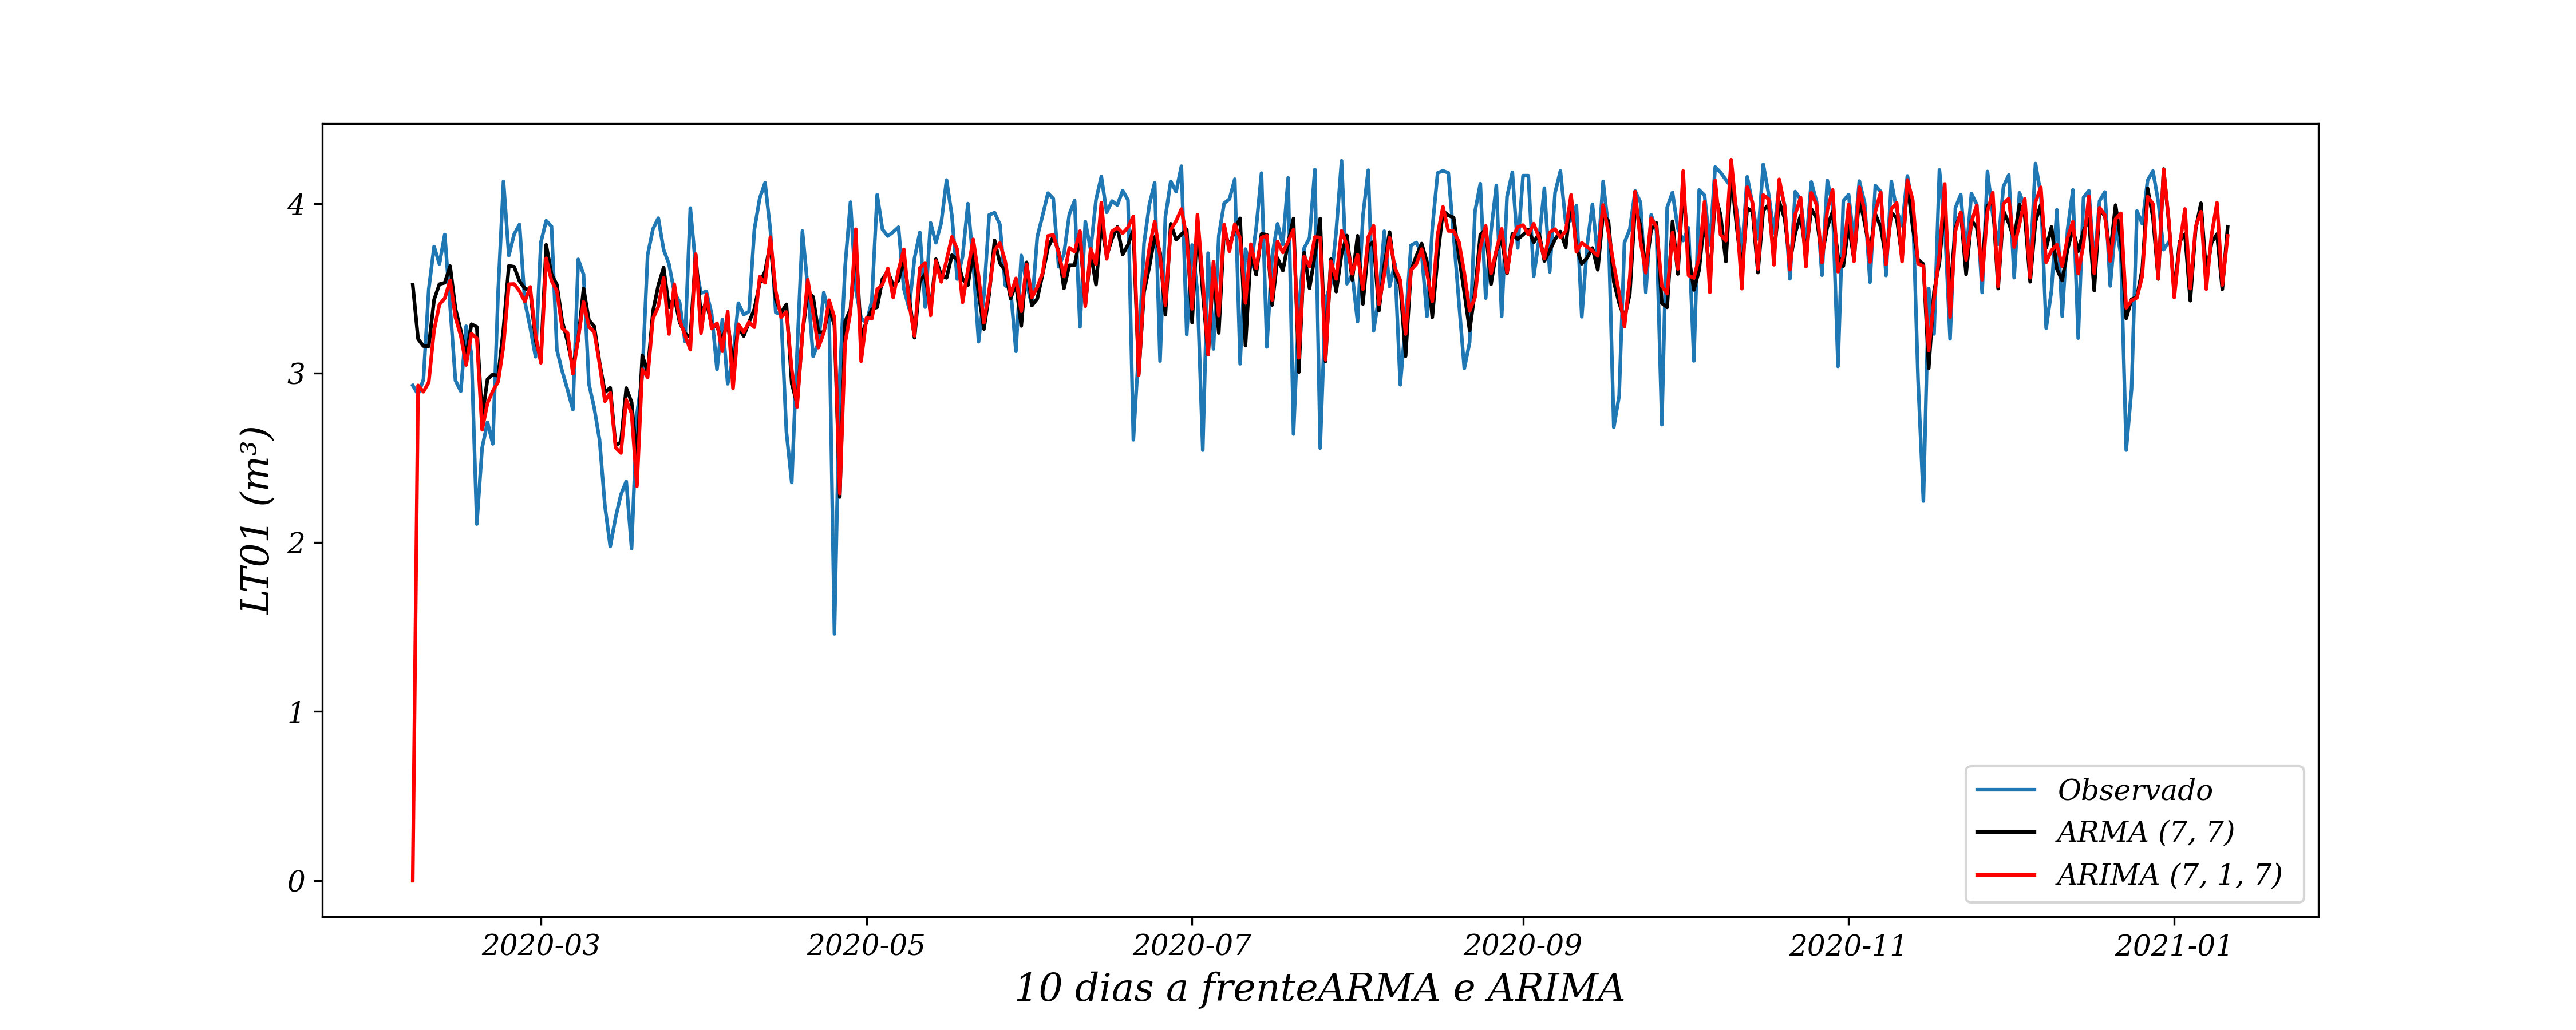 LT01 (m³)
4
3
2
1
0
2020-03 2020-05 2020-07 2020-09 2020-11 2021-01
10 dias a frenteARMA e ARIMA
Observado
ARMA (7, 7)
ARIMA (7, 1, 7)